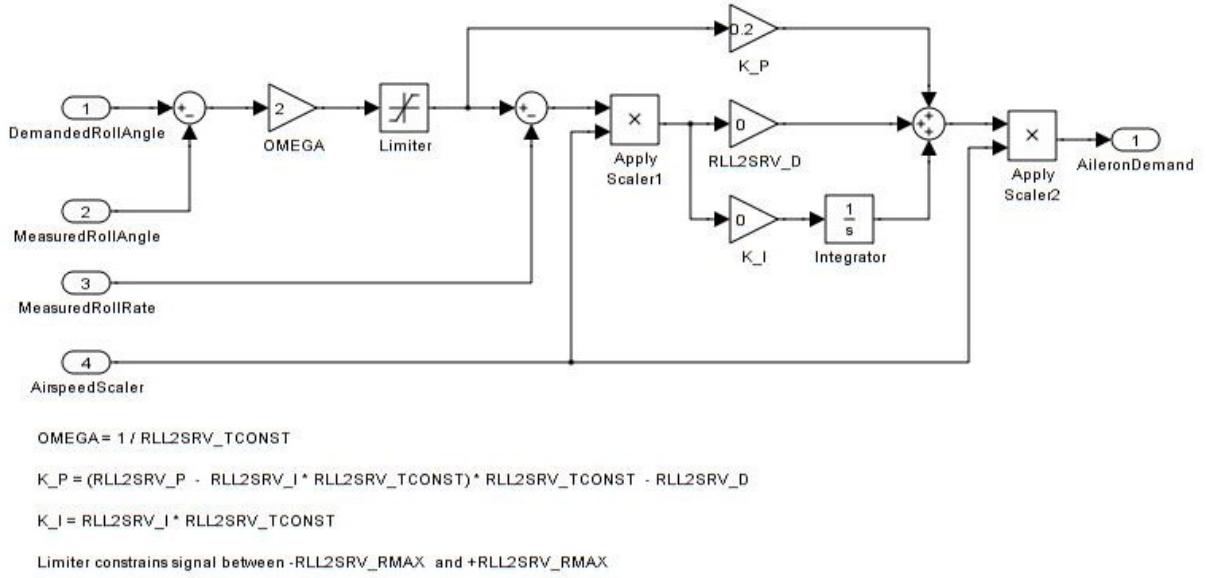 0.2
K_P
1
DemandedRollAngle
+
−
2
OMEGA
Limiter
+
−
×
Apply
Scaler1
0
RLL2SRV_D
+
+
+
×
Apply
Scaler2
1
AileronDemand
2
MeasuredRollAngle
0
K_I
1
s
Integrator
3
MeasuredRollRate
4
AirspeedScaler
OMEGA = 1 / RLL2SRV_TCONST
K_P = (RLL2SRV_P - RLL2SRV_I * RLL2SRV_TCONST) * RLL2SRV_TCONST - RLL2SRV_D
K_I = RLL2SRV_I * RLL2SRV_TCONST
Limiter constrains signal between -RLL2SRV_RMAX and +RLL2SRV_RMAX